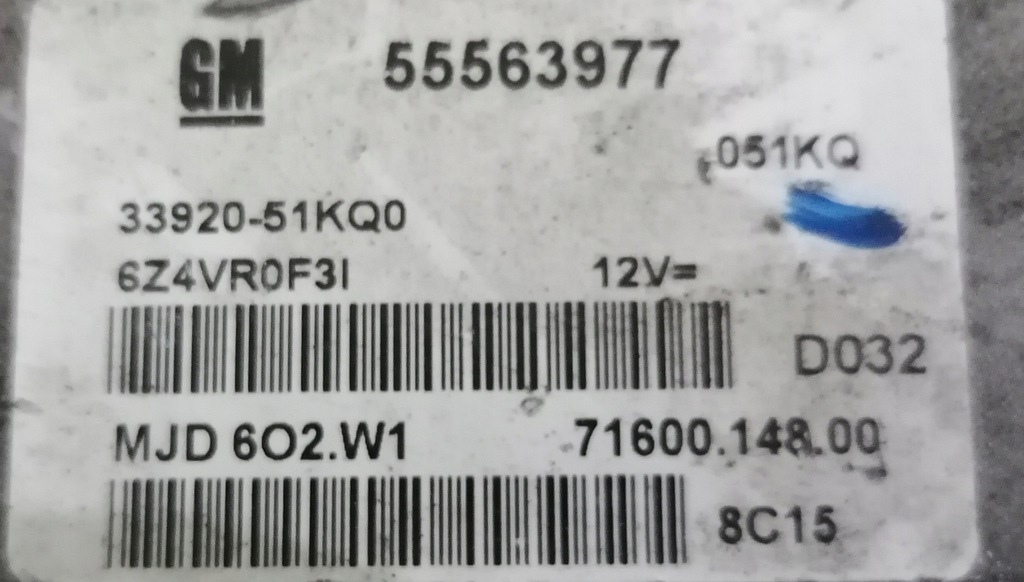 GM 55563977
051KQ
33920-51KQ0
6Z4VR0F3I 12V=
D032
MJD 6O2.W1 71600.148.00
8C15